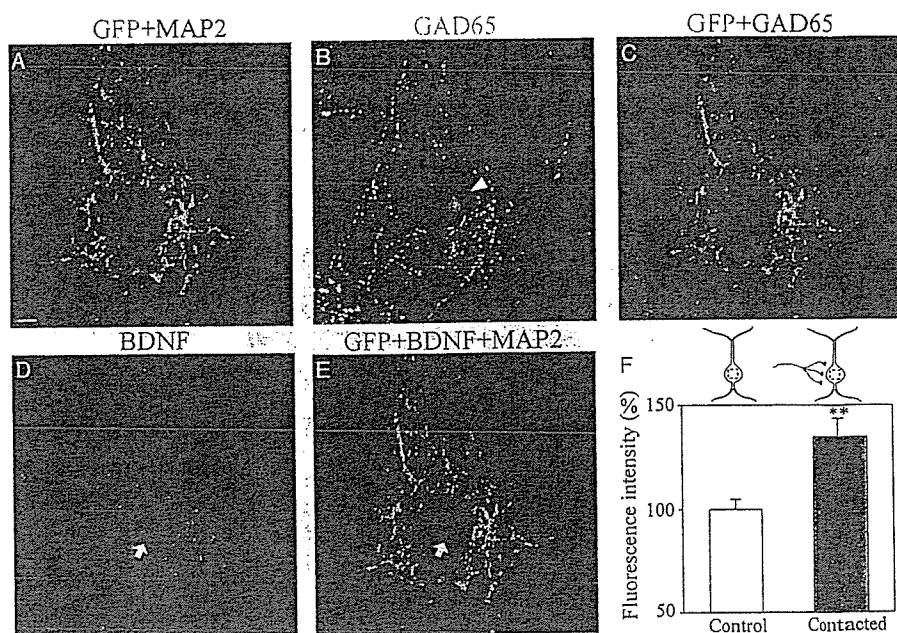 GFP+MAP2
GAD65
GFP+GAD65
A
B
C
BDNF
GFP+BDNF+MAP2
D
E
F
Fluorescence intensity (%)
150
100
50
**
Control
Contacted